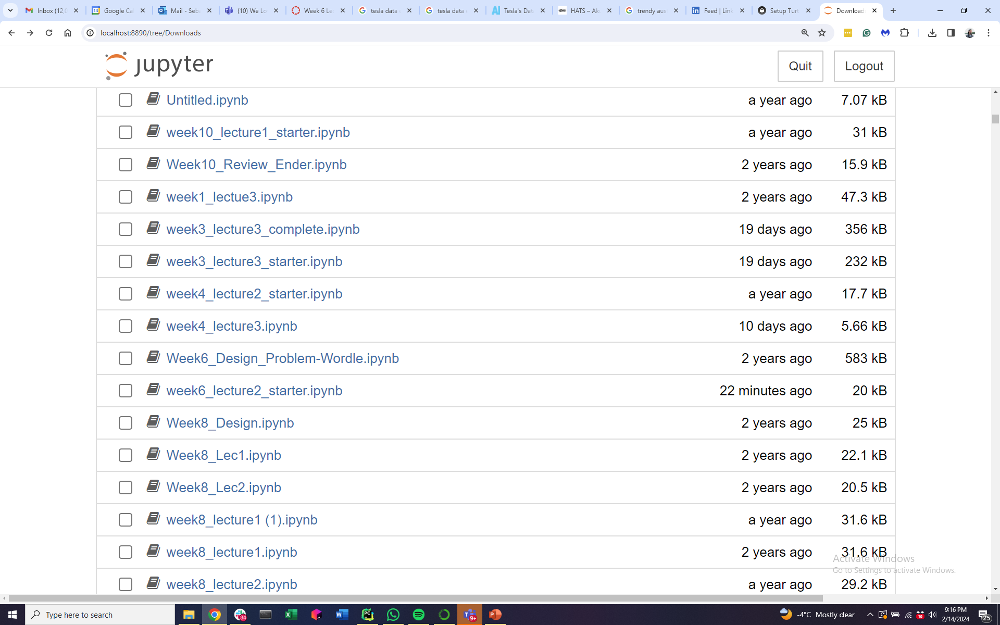 Inbox (12,0
Google Ca
Mail - Seb
(10) We Lo
Week 6 Le
tesla data
tesla data
Tesla's Dat
HATS – Ak
trendy aus
Feed | Link
Setup Turt
Download
localhost:8890/tree/Downloads
jupyter
Quit
Logout
Untitled.ipynb a year ago 7.07 kB
week10_lecture1_starter.ipynb a year ago 31 kB
Week10_Review_Ender.ipynb 2 years ago 15.9 kB
week1_lectue3.ipynb 2 years ago 47.3 kB
week3_lecture3_complete.ipynb 19 days ago 356 kB
week3_lecture3_starter.ipynb 19 days ago 232 kB
week4_lecture2_starter.ipynb a year ago 17.7 kB
week4_lecture3.ipynb 10 days ago 5.66 kB
Week6_Design_Problem-Wordle.ipynb 2 years ago 583 kB
week6_lecture2_starter.ipynb 22 minutes ago 20 kB
Week8_Design.ipynb 2 years ago 25 kB
Week8_Lec1.ipynb 2 years ago 22.1 kB
Week8_Lec2.ipynb 2 years ago 20.5 kB
week8_lecture1 (1).ipynb a year ago 31.6 kB
week8_lecture1.ipynb 2 years ago 31.6 kB
Activate Windows
Go to Settings to activate Windows.
week8_lecture2.ipynb a year ago 29.2 kB
Type here to search
-4°C Mostly clear
9:16 PM
2/14/2024
25